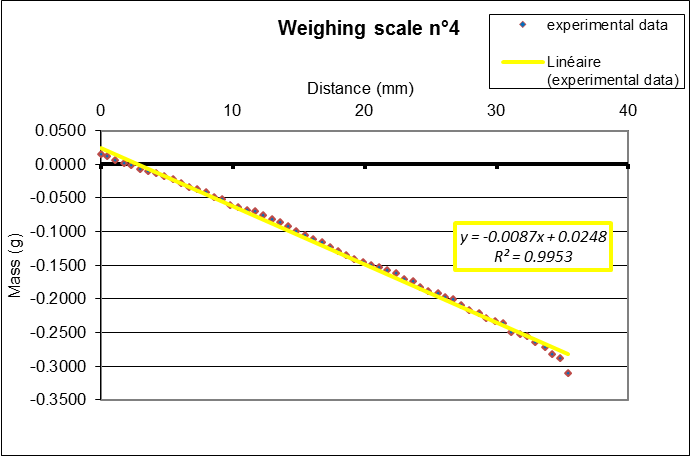 Weighing scale n°4
experimental data
Linéaire
(experimental data)
Distance (mm)
0 10 20 30 40
Mass (g)
0.0500
0.0000
-0.0500
-0.1000
-0.1500
-0.2000
-0.2500
-0.3000
-0.3500
y = -0.0087x + 0.0248
R² = 0.9953